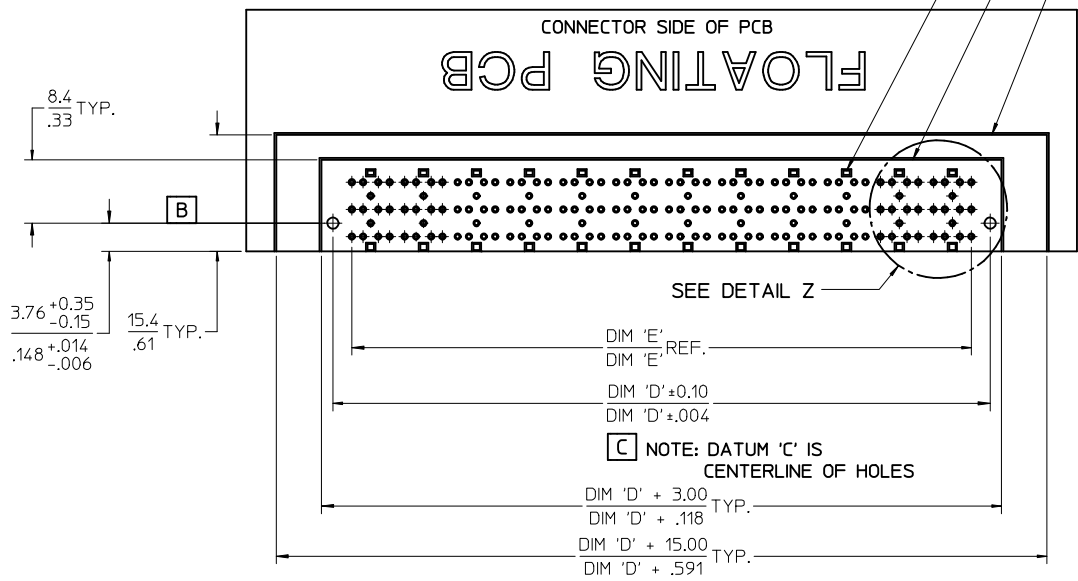 CONNECTOR SIDE OF PCB
FLOATING PCB
8.4
.33
TYP.
B
3.76 +0.35
-0.15
.148 +.014
-.006
15.4
.61
TYP.
SEE DETAIL Z
DIM 'E'
DIM 'E'
REF.
DIM 'D' ±0.10
DIM 'D' ±.004
C NOTE: DATUM 'C' IS
CENTERLINE OF HOLES
DIM 'D' + 3.00
DIM 'D' + .118
TYP.
DIM 'D' + 15.00
DIM 'D' + .591
TYP.